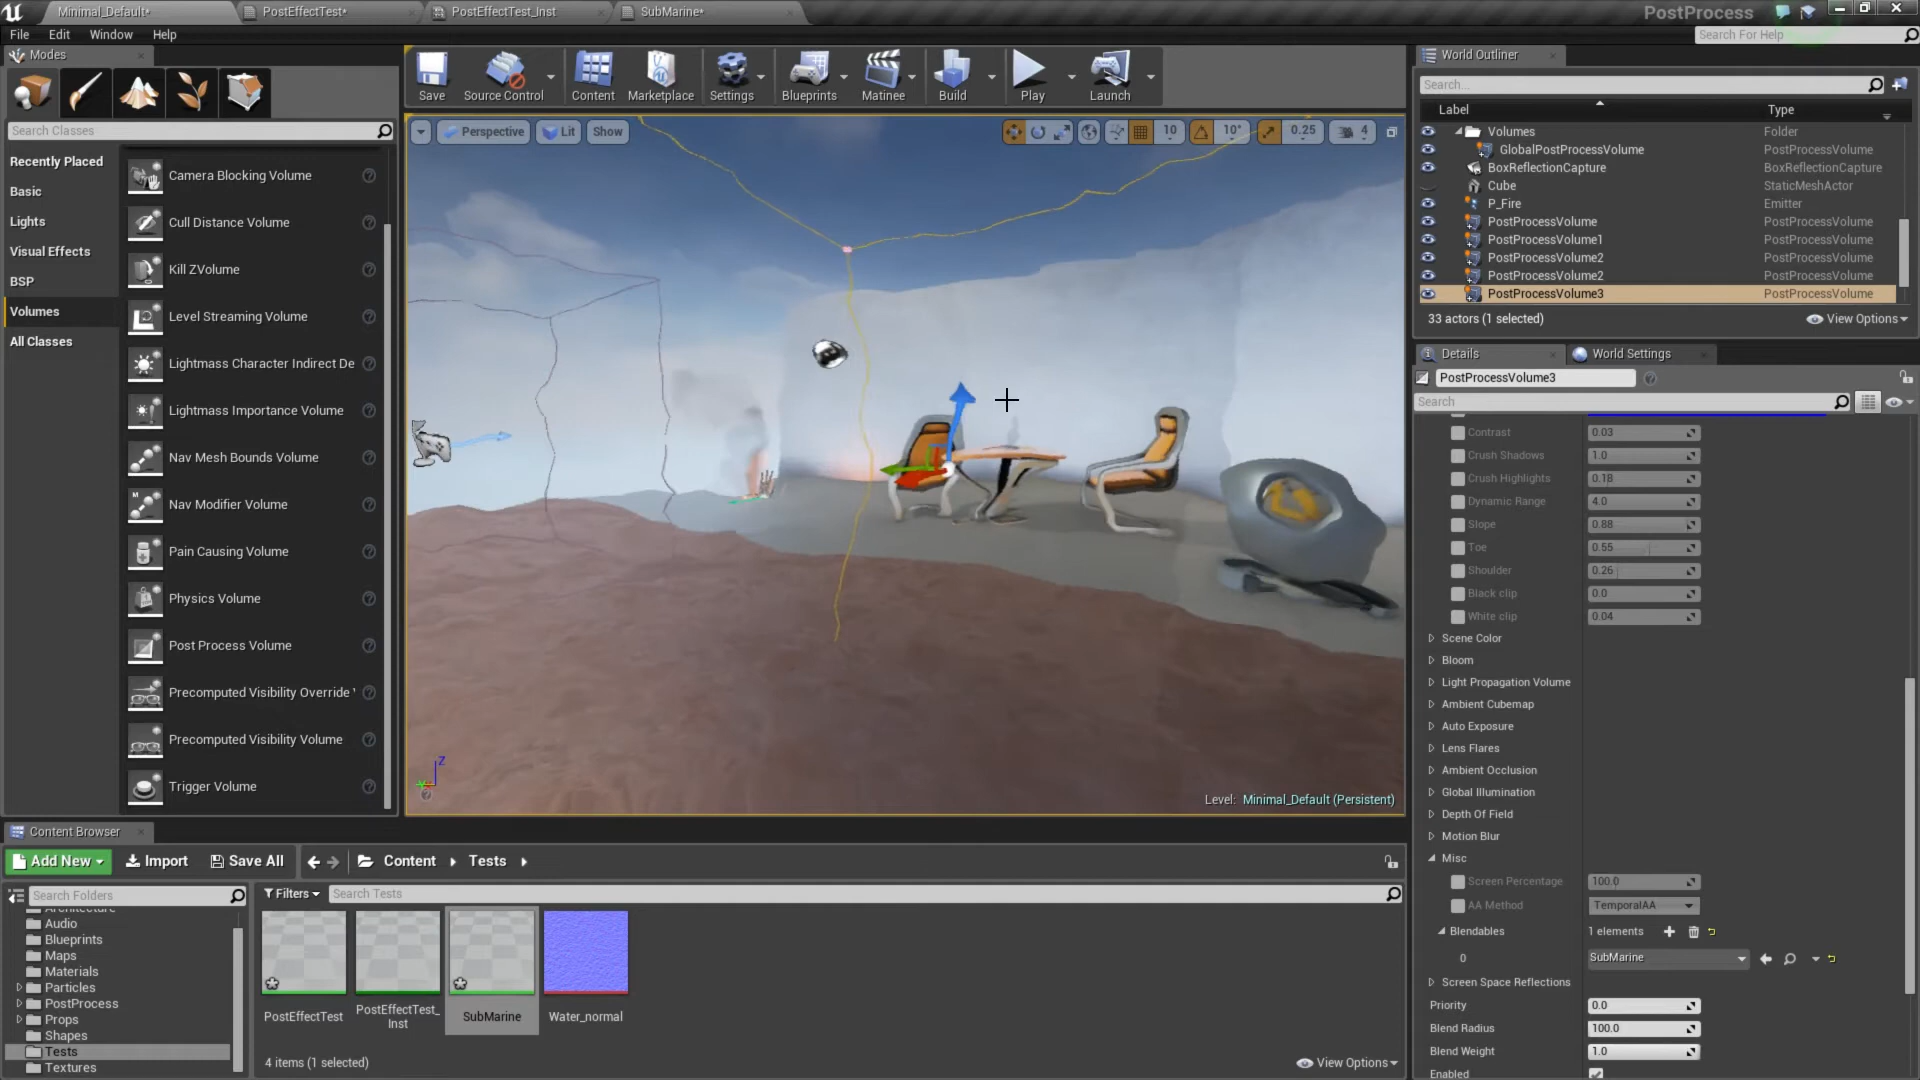 Minimal_Default*
PostEffectTest*
PostEffectTest_Inst
SubMarine*
PostProcess
File
Edit
Window
Help
Search For Help
Modes
Save
Source Control
Content
Marketplace
Settings
Blueprints
Matinee
Build
Play
Launch
World Outliner
Search Classes
Search...
Label
Type
Recently Placed
Basic
Lights
Visual Effects
BSP
Volumes
All Classes
Camera Blocking Volume
Cull Distance Volume
Kill ZVolume
Level Streaming Volume
Lightmass Character Indirect De
Lightmass Importance Volume
Nav Mesh Bounds Volume
Nav Modifier Volume
Pain Causing Volume
Physics Volume
Post Process Volume
Precomputed Visibility Override
Precomputed Visibility Volume
Trigger Volume
Perspective
Lit
Show
10
10°
0.25
4
Z
Level: Minimal_Default (Persistent)
Volumes Folder
GlobalPostProcessVolume PostProcessVolume
BoxReflectionCapture BoxReflectionCapture
Cube StaticMeshActor
P_Fire Emitter
PostProcessVolume PostProcessVolume
PostProcessVolume1 PostProcessVolume
PostProcessVolume2 PostProcessVolume
PostProcessVolume2 PostProcessVolume
PostProcessVolume3 PostProcessVolume
33 actors (1 selected)
View Options
Details
World Settings
PostProcessVolume3
Search
Contrast 0.03
Crush Shadows 1.0
Crush Highlights 0.18
Dynamic Range 4.0
Slope 0.88
Toe 0.55
Shoulder 0.26
Black clip 0.0
White clip 0.04
Scene Color
Bloom
Light Propagation Volume
Ambient Cubemap
Auto Exposure
Lens Flares
Ambient Occlusion
Global Illumination
Depth Of Field
Motion Blur
Misc
Screen Percentage 100.0
AA Method TemporalAA
Blendables 1 elements
0 SubMarine
Screen Space Reflections
Priority 0.0
Blend Radius 100.0
Blend Weight 1.0
Enabled
Content Browser
Add New
Import
Save All
Content
Tests
Search Folders
Filters
Search Tests
Architecture
Audio
Blueprints
Maps
Materials
Particles
PostProcess
Props
Shapes
Tests
Textures
PostEffectTest
PostEffectTest_
Inst
SubMarine
Water_normal
4 items (1 selected)
View Options